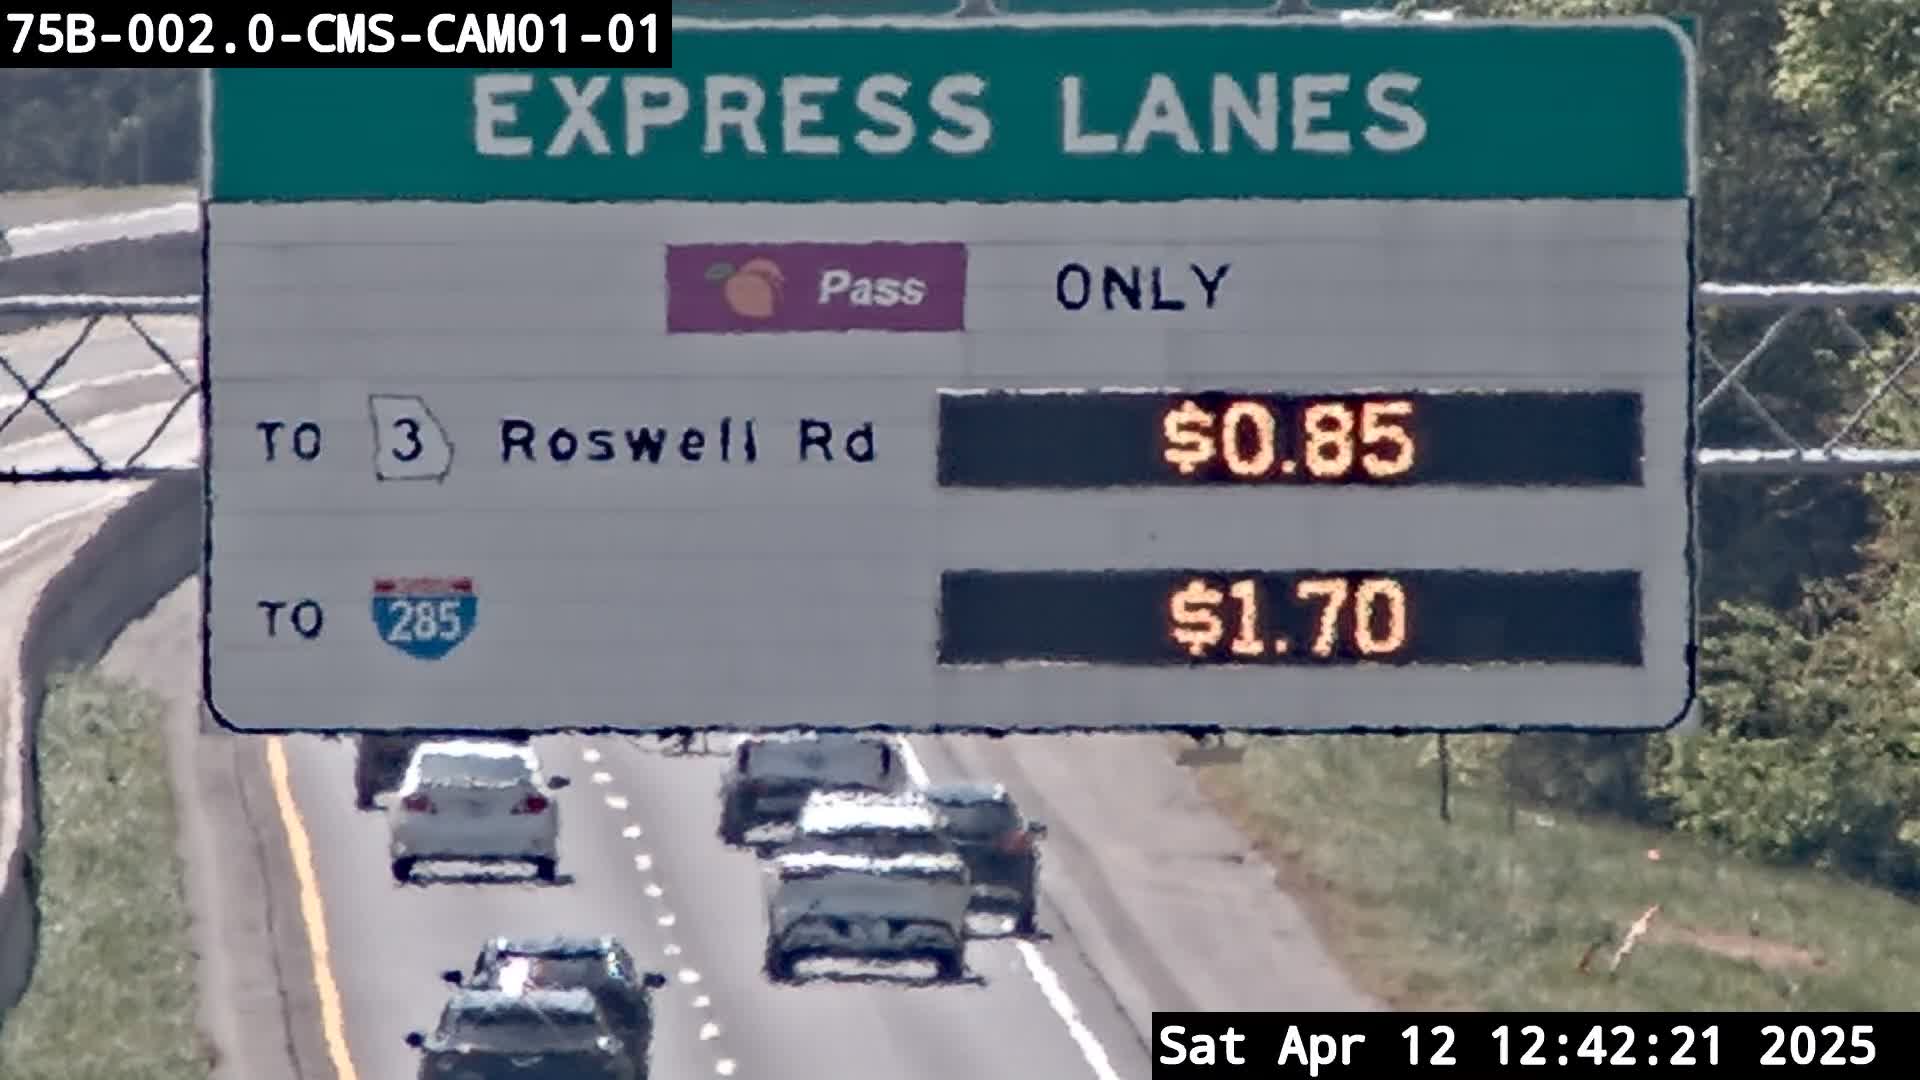 75B-002.0-CMS-CAM01-01
EXPRESS LANES
Pass ONLY
TO 3 Roswell Rd $0.85
TO 285 $1.70
Sat Apr 12 12:42:21 2025